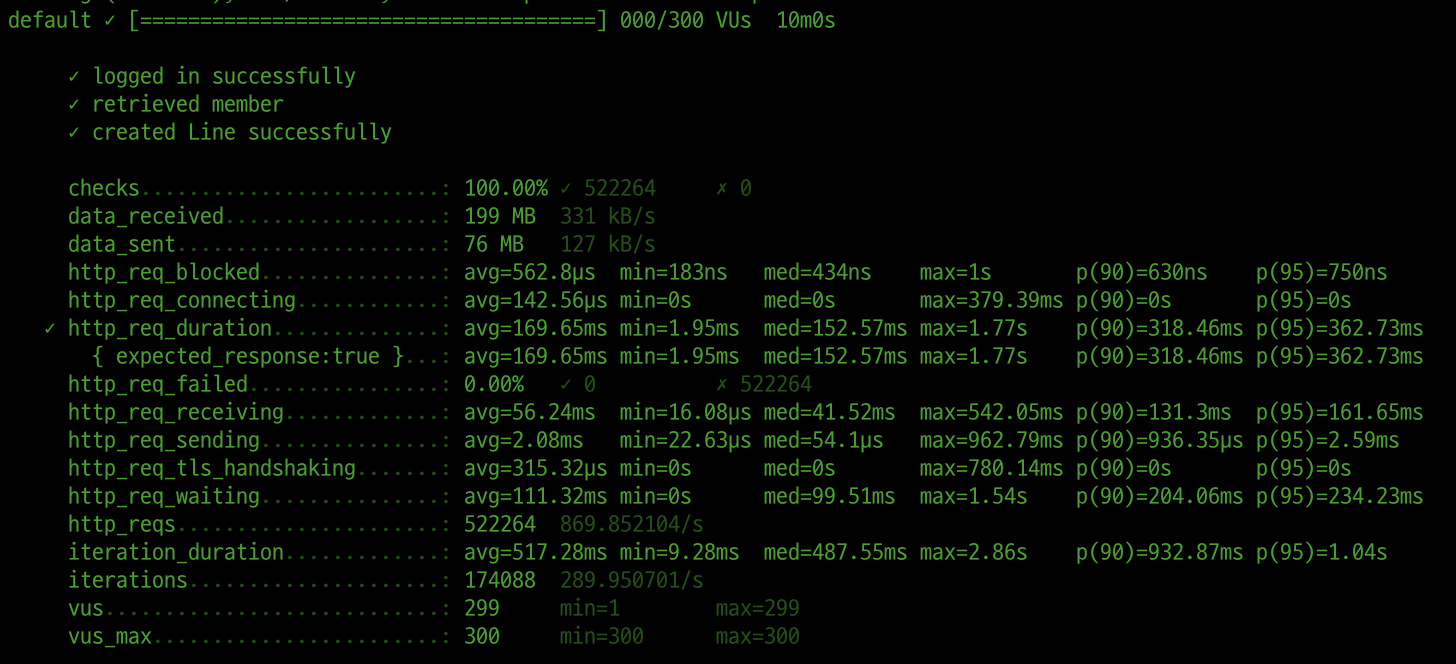 default ✓ [======================================] 000/300 VUs  10m0s
✓ logged in successfully
✓ retrieved member
✓ created Line successfully
checks.........................: 100.00% ✓ 522264     ✗ 0
data_received..................: 199 MB  331 kB/s
data_sent......................: 76 MB   127 kB/s
http_req_blocked...............: avg=562.8µs  min=183ns   med=434ns    max=1s       p(90)=630ns    p(95)=750ns
http_req_connecting............: avg=142.56µs min=0s      med=0s       max=379.39ms p(90)=0s       p(95)=0s
✓ http_req_duration..............: avg=169.65ms min=1.95ms  med=152.57ms max=1.77s    p(90)=318.46ms p(95)=362.73ms
{ expected_response:true }...: avg=169.65ms min=1.95ms  med=152.57ms max=1.77s    p(90)=318.46ms p(95)=362.73ms
http_req_failed................: 0.00%   ✓ 0          ✗ 522264
http_req_receiving.............: avg=56.24ms  min=16.08µs med=41.52ms  max=542.05ms p(90)=131.3ms  p(95)=161.65ms
http_req_sending...............: avg=2.08ms   min=22.63µs med=54.1µs   max=962.79ms p(90)=936.35µs p(95)=2.59ms
http_req_tls_handshaking.......: avg=315.32µs min=0s      med=0s       max=780.14ms p(90)=0s       p(95)=0s
http_req_waiting...............: avg=111.32ms min=0s      med=99.51ms  max=1.54s    p(90)=204.06ms p(95)=234.23ms
http_reqs......................: 522264  869.852104/s
iteration_duration.............: avg=517.28ms min=9.28ms  med=487.55ms max=2.86s    p(90)=932.87ms p(95)=1.04s
iterations.....................: 174088  289.950701/s
vus............................: 299     min=1        max=299
vus_max........................: 300     min=300      max=300